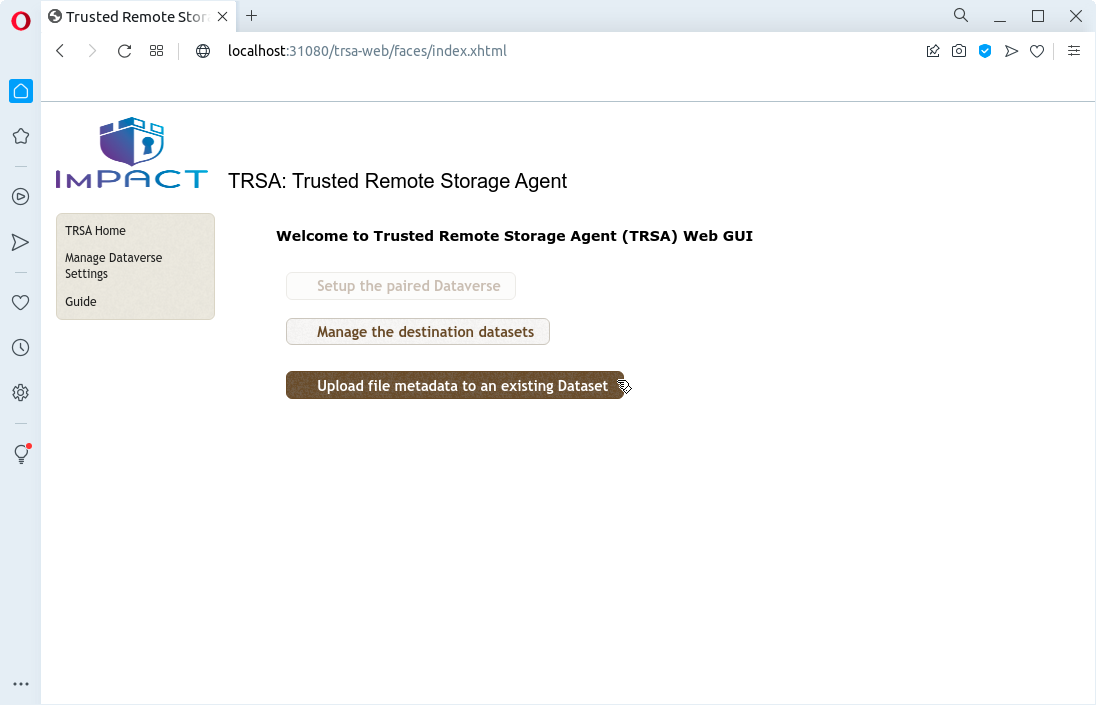 Trusted Remote Stor
localhost:31080/trsa-web/faces/index.xhtml
IMPACT
TRSA: Trusted Remote Storage Agent
TRSA Home
Manage Dataverse
Settings
Guide
Welcome to Trusted Remote Storage Agent (TRSA) Web GUI
Setup the paired Dataverse
Manage the destination datasets
Upload file metadata to an existing Dataset